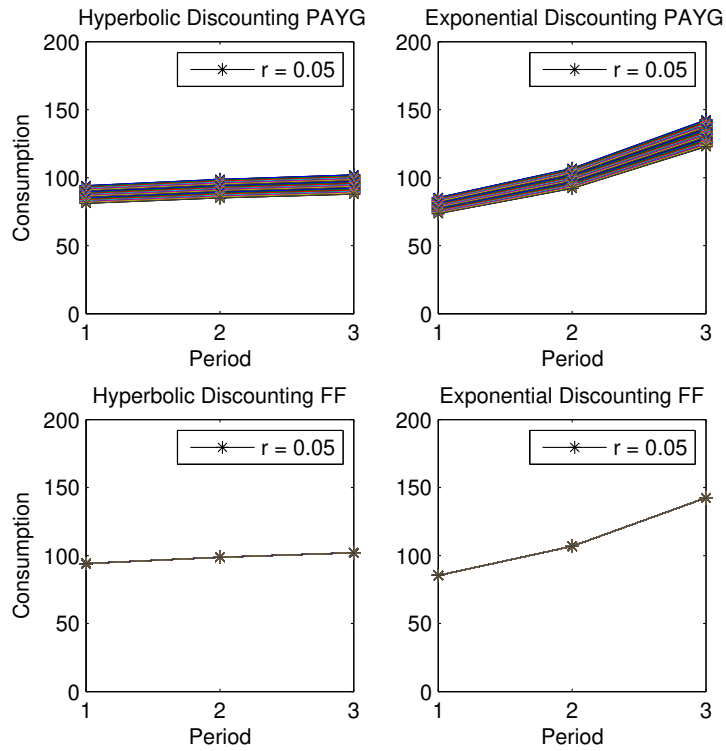 Hyperbolic Discounting PAYG
200
150
100
50
0
Consumption
1
2
3
Period
r = 0.05
Exponential Discounting PAYG
200
150
100
50
0
1
2
3
Period
r = 0.05
Hyperbolic Discounting FF
200
150
100
50
0
Consumption
1
2
3
Period
r = 0.05
Exponential Discounting FF
200
150
100
50
0
1
2
3
Period
r = 0.05